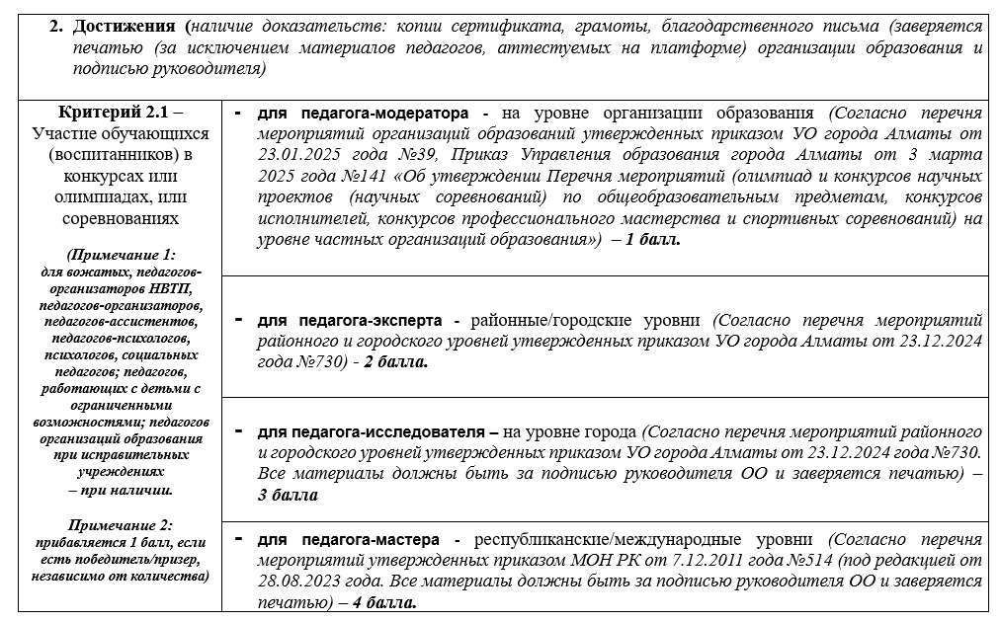 2. Достижения (наличие доказательств: копии сертификата, грамоты, благодарственного письма (заверяется
печатью (за исключением материалов педагогов, аттестуемых на платформе) организации образования и
подписью руководителя)
Критерий 2.1 –
Участие обучающихся
(воспитанников) в
конкурсах или
олимпиадах, или
соревнованиях
(Примечание 1:
для вожатых, педагогов-
организаторов НВТП,
педагогов-организаторов,
педагогов-ассистентов,
педагогов-психологов,
психологов, социальных
педагогов; педагогов,
работающих с детьми с
ограниченными
возможностями; педагогов
организаций образования
при исправительных
учреждениях
– при наличии.
Примечание 2:
прибавляется 1 балл, если
есть победитель/призер,
независимо от количества)
- для педагога-модератора - на уровне организации образования (Согласно перечня
мероприятий организаций образований утвержденных приказом УО города Алматы от
23.01.2025 года №39, Приказ Управления образования города Алматы от 3 марта
2025 года №141 «Об утверждении Перечня мероприятий (олимпиад и конкурсов научных
проектов (научных соревнований) по общеобразовательным предметам, конкурсов
исполнителей, конкурсов профессионального мастерства и спортивных соревнований) на
уровне частных организаций образования») – 1 балл.
- для педагога-эксперта - районные/городские уровни (Согласно перечня мероприятий
районного и городского уровней утвержденных приказом УО города Алматы от 23.12.2024
года №730) - 2 балла.
- для педагога-исследователя – на уровне города (Согласно перечня мероприятий районного
и городского уровней утвержденных приказом УО города Алматы от 23.12.2024 года №730.
Все материалы должны быть за подписью руководителя ОО и заверяется печатью) –
3 балла
- для педагога-мастера - республиканские/международные уровни (Согласно перечня
мероприятий утвержденных приказом МОН РК от 7.12.2011 года №514 (под редакцией от
28.08.2023 года. Все материалы должны быть за подписью руководителя ОО и заверяется
печатью) – 4 балла.